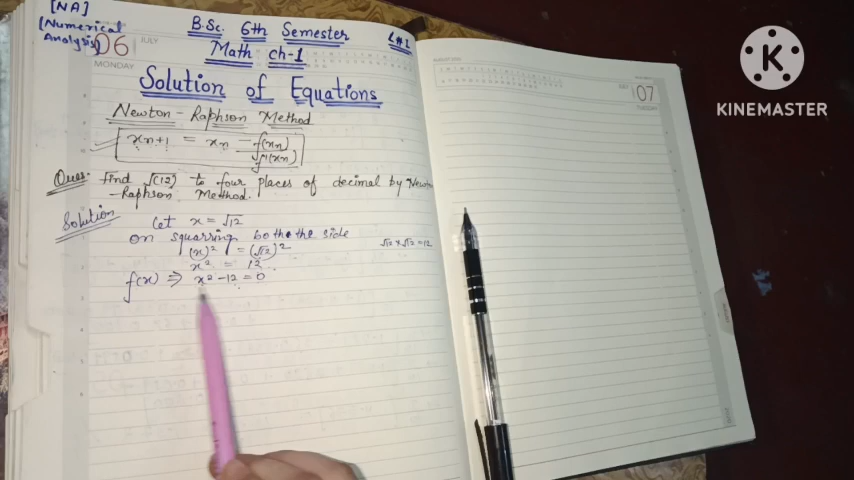 [NA]
[Numerical Analysis]
06 JULY
MONDAY
B.Sc. 6th Semester
L#1
Math ch-1
Solution of Equations
Newton-Raphson Method
xn+1 = xn - f(xn)/f'(xn)
Ques. Find √(12) to four places of decimal by Newton
-Raphson Method.
Solution
Let x = √12
on squarring both the side
(x)² = (√12)²
√12 × √12 = 12
x² = 12
f(x) ⇒ x² - 12 = 0
07
TUESDAY
K
KINEMASTER